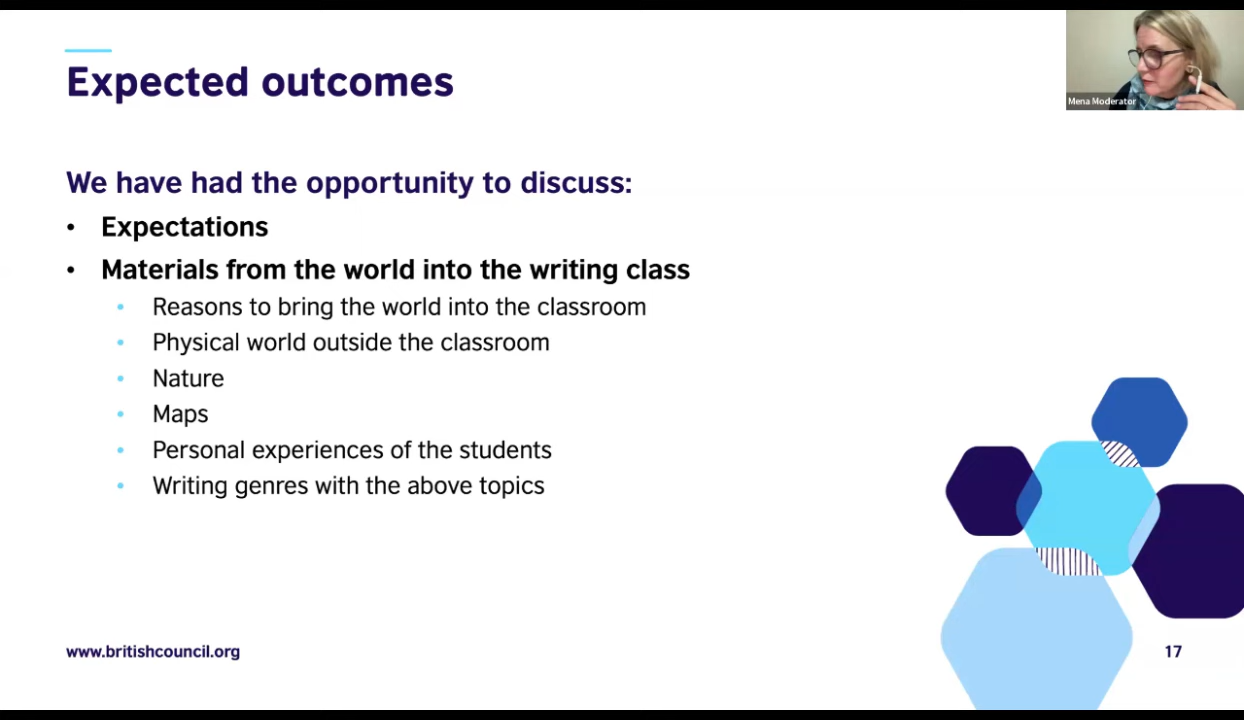 Expected outcomes
Mena Moderator
We have had the opportunity to discuss:
• Expectations
• Materials from the world into the writing class
• Reasons to bring the world into the classroom
• Physical world outside the classroom
• Nature
• Maps
• Personal experiences of the students
• Writing genres with the above topics
www.britishcouncil.org
17